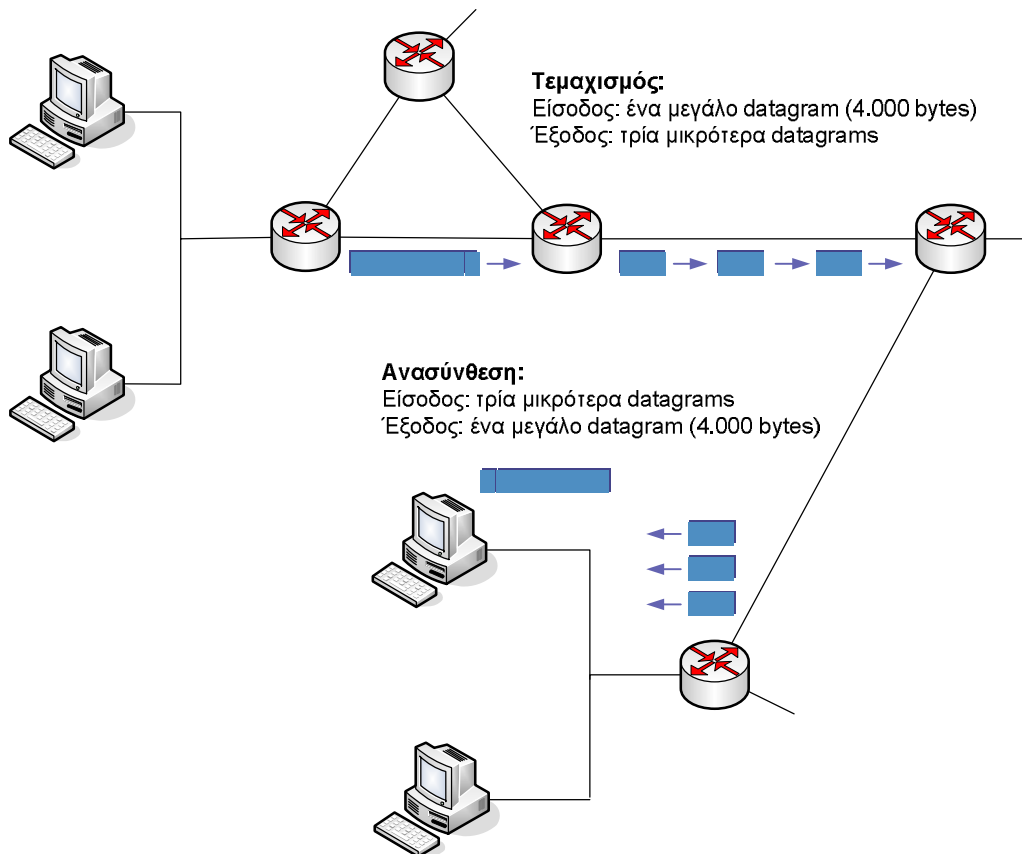 Τεμαχισμός:
Είσοδος: ένα μεγάλο datagram (4.000 bytes)
Έξοδος: τρία μικρότερα datagrams
Ανασύνθεση:
Είσοδος: τρία μικρότερα datagrams
Έξοδος: ένα μεγάλο datagram (4.000 bytes)